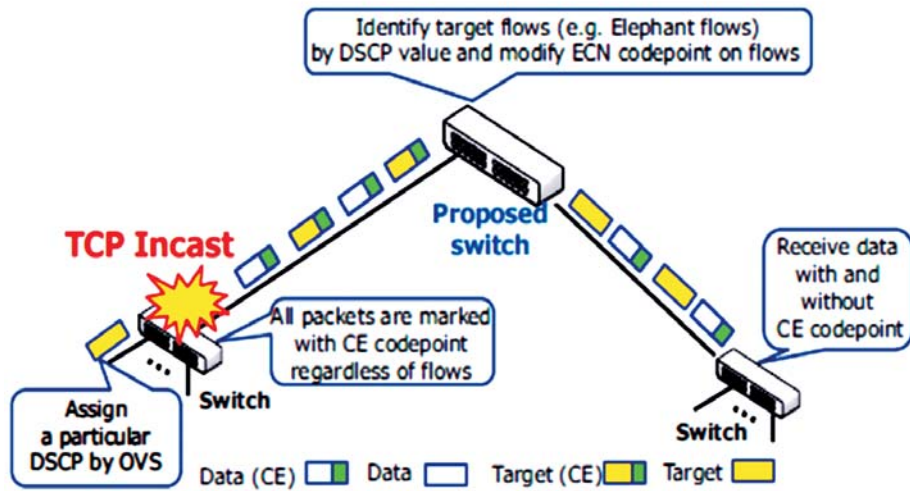 Identify target flows (e.g. Elephant flows)
by DSCP value and modify ECN codepoint on flows
Proposed
switch
TCP Incast
Receive data
with and
without
CE codepoint
All packets are marked
with CE codepoint
regardless of flows
...
Switch
Assign
a particular
DSCP by OVS
...
Switch
Data (CE)
Data
Target (CE)
Target